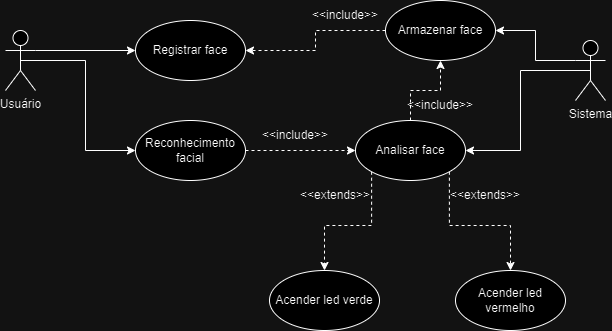 <<include>>
Armazenar face
Registrar face
Usuário
Sistema
<<include>>
<<include>>
Reconhecimento
facial
Analisar face
<<extends>>
<<extends>>
Acender led verde
Acender led
vermelho